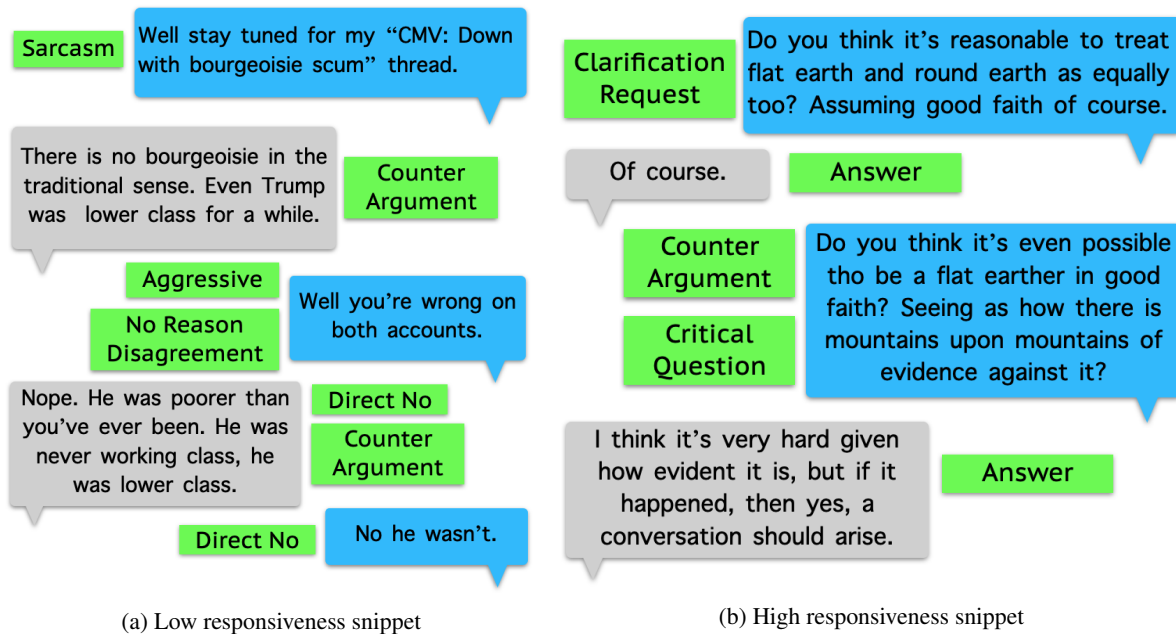 Sarcasm
Well stay tuned for my “CMV: Down
with bourgeoisie scum” thread.
There is no bourgeoisie in the
traditional sense. Even Trump
was lower class for a while.
Counter
Argument
Aggressive
No Reason
Disagreement
Well you’re wrong on
both accounts.
Nope. He was poorer than
you’ve ever been. He was
never working class, he
was lower class.
Direct No
Counter
Argument
Direct No
No he wasn’t.
(a) Low responsiveness snippet
Clarification
Request
Do you think it’s reasonable to treat
flat earth and round earth as equally
too? Assuming good faith of course.
Of course.
Answer
Counter
Argument
Critical
Question
Do you think it’s even possible
tho be a flat earther in good
faith? Seeing as how there is
mountains upon mountains of
evidence against it?
I think it’s very hard given
how evident it is, but if it
happened, then yes, a
conversation should arise.
Answer
(b) High responsiveness snippet